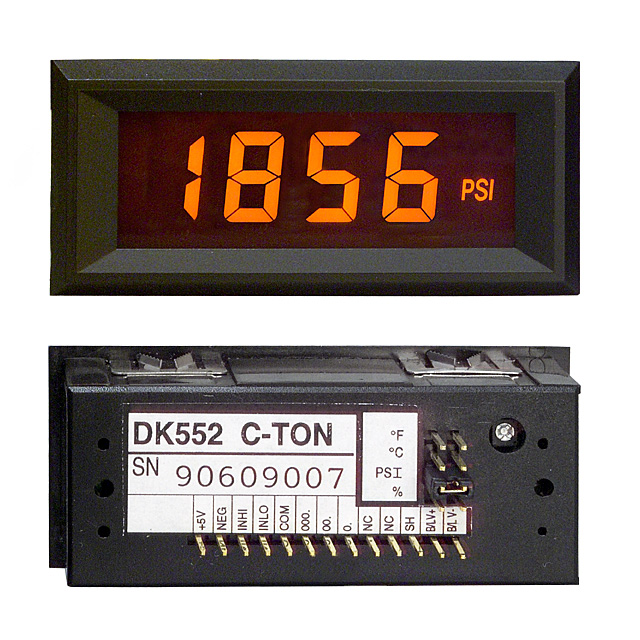 1856 PSI
DK552 C-TON
SN 90609007
°F
°C
PSI
%
+5V
NEG
INHI
INLO
COM
000.
00.
0.
NC
NC
SH
B/LV+
B/LV-